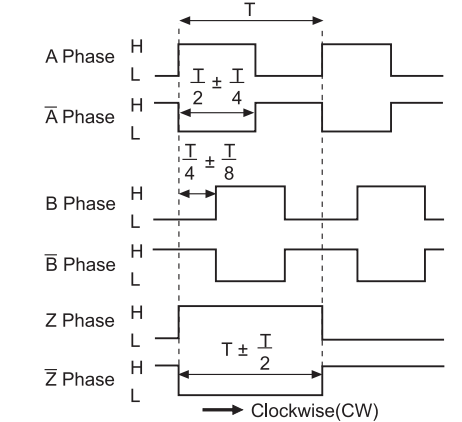 T
A Phase H
L
T/2 ± T/4
A̅ Phase H
L
T/4 ± T/8
B Phase H
L
B̅ Phase H
L
Z Phase H
L
T ± T/2
Z̅ Phase H
L
Clockwise(CW)